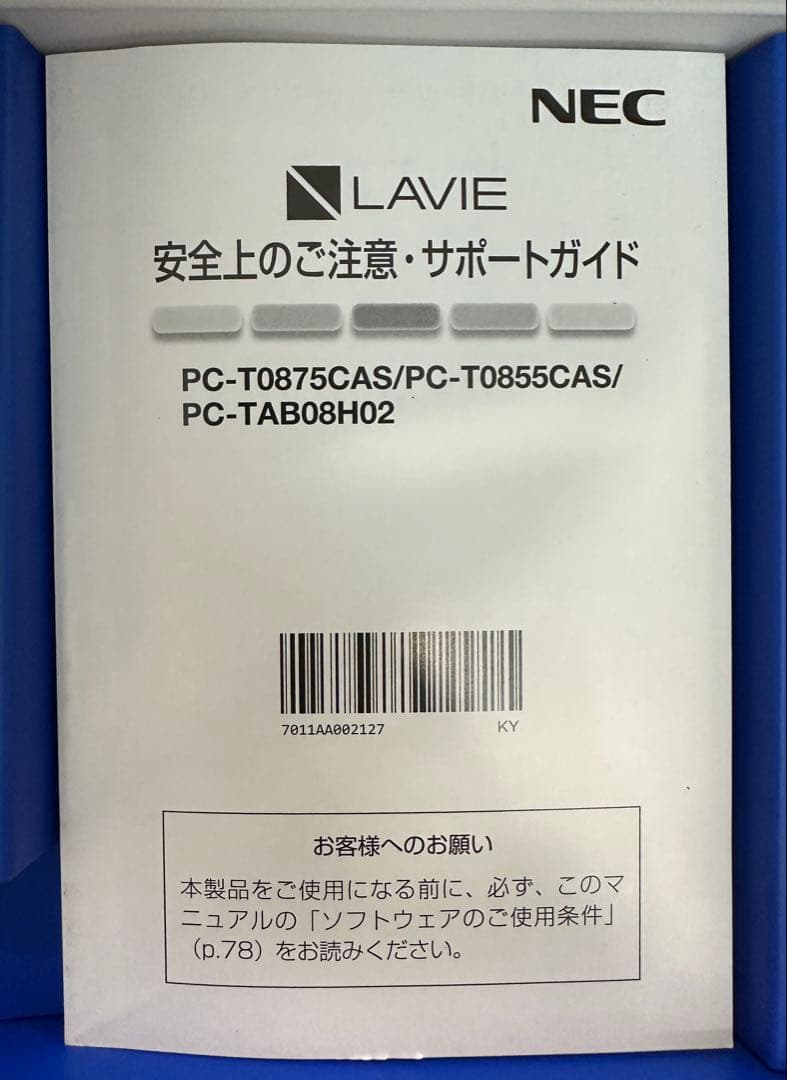 NEC
LAVIE
安全上のご注意・サポートガイド
PC-T0875CAS/PC-T0855CAS/
PC-TAB08H02
7011AA002127 KY
お客様へのお願い
本製品をご使用になる前に、必ず、このマ
ニュアルの「ソフトウェアのご使用条件」
（p.78）をお読みください。